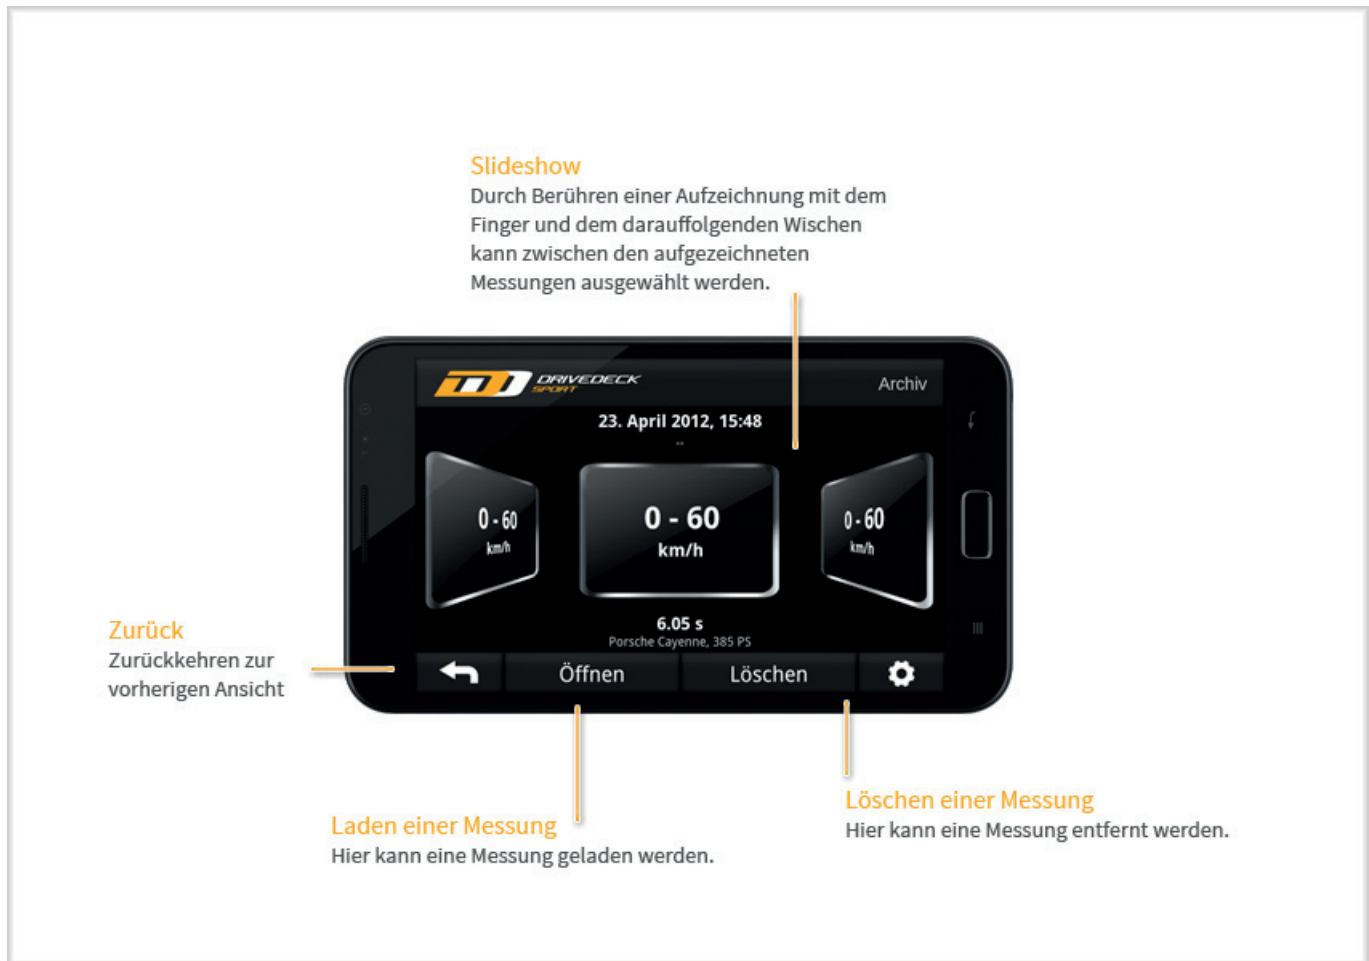 Slideshow
Durch Berühren einer Aufzeichnung mit dem
Finger und dem darauffolgenden Wischen
kann zwischen den aufgezeichneten
Messungen ausgewählt werden.
DRIVEDECK
SPORT
Archiv
23. April 2012, 15:48
--
0 - 60
km/h
0 - 60
km/h
0 - 60
km/h
6.05 s
Porsche Cayenne, 385 PS
Öffnen
Löschen
Zurück
Zurückkehren zur
vorherigen Ansicht
Laden einer Messung
Hier kann eine Messung geladen werden.
Löschen einer Messung
Hier kann eine Messung entfernt werden.